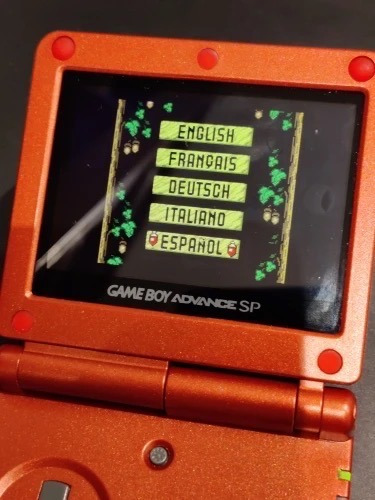 ENGLISH
FRANÇAIS
DEUTSCH
ITALIANO
ESPAÑOL
GAME BOY ADVANCE SP